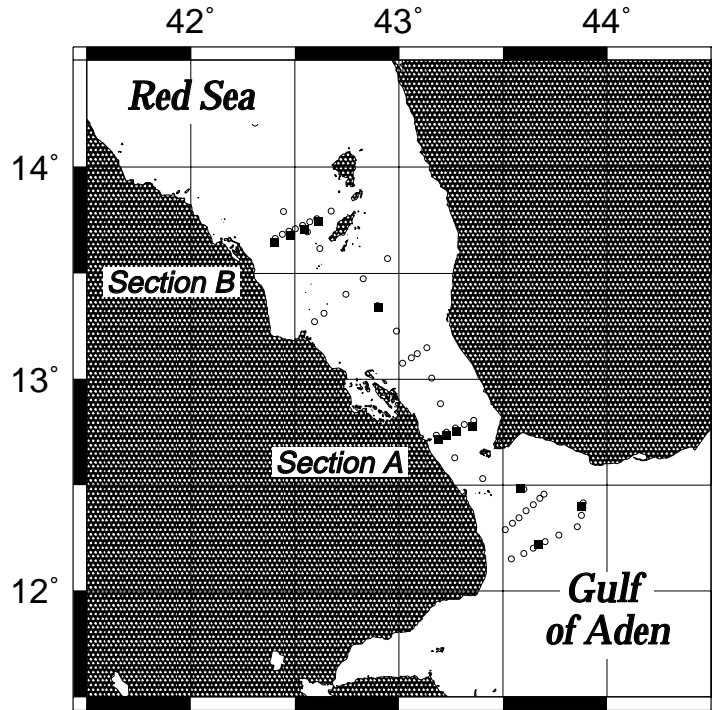 42° 43° 44°
Red Sea
14°
Section B
13°
Section A
12°
Gulf
of Aden